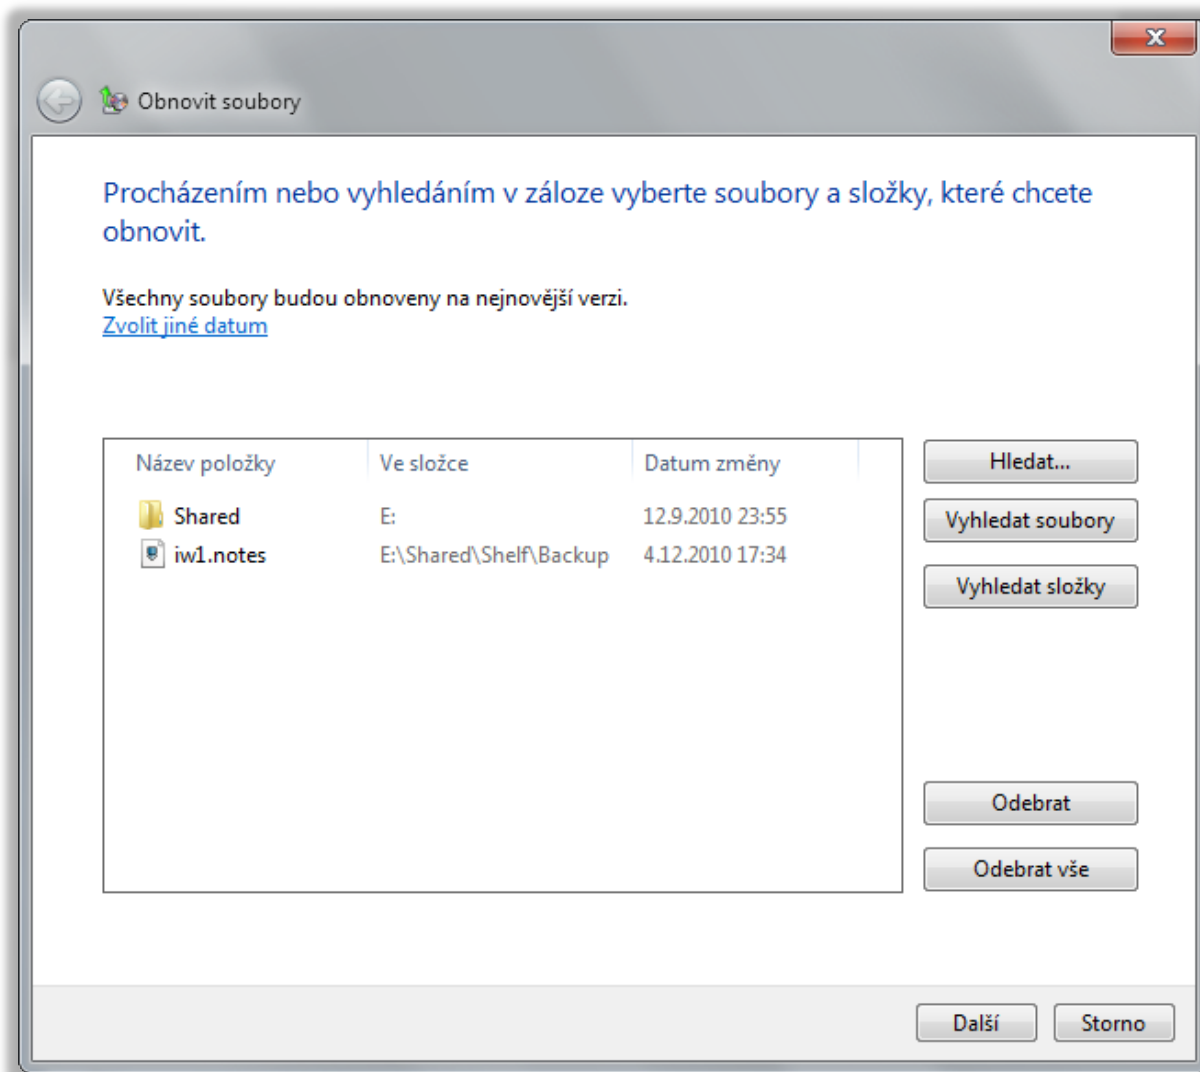 Obnovit soubory
Procházením nebo vyhledáním v záloze vyberte soubory a složky, které chcete
obnovit.
Všechny soubory budou obnoveny na nejnovější verzi.
Zvolit jiné datum
Název položky Ve složce Datum změny
Shared E: 12.9.2010 23:55
iw1.notes E:\Shared\Shelf\Backup 4.12.2010 17:34
Hledat...
Vyhledat soubory
Vyhledat složky
Odebrat
Odebrat vše
Další Storno